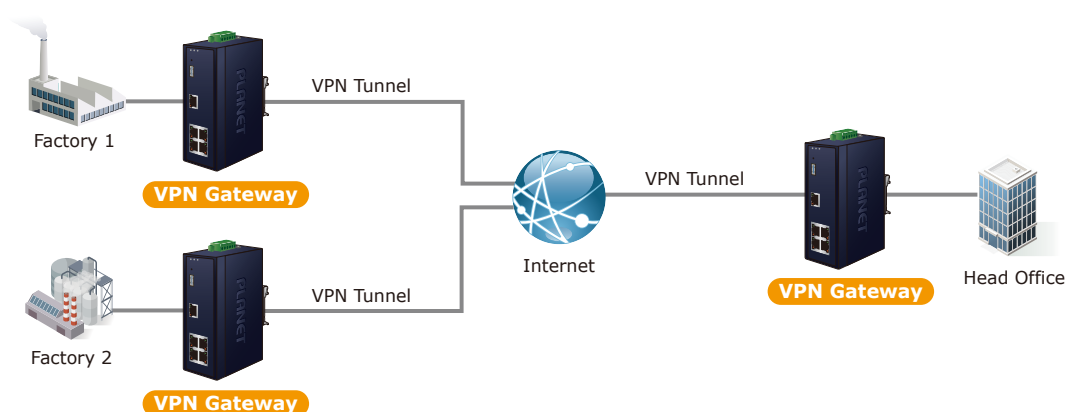 PLANET
VPN Tunnel
Factory 1
VPN Gateway
VPN Tunnel
PLANET
Internet
Head Office
VPN Gateway
PLANET
VPN Tunnel
Factory 2
VPN Gateway